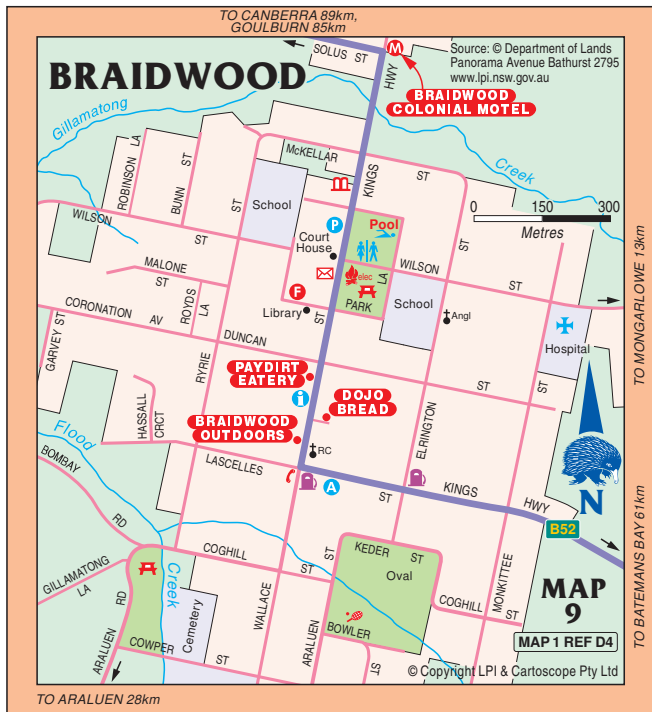 TO CANBERRA 89km,
GOULBURN 85km
SOLUS ST
M
HWY
Source: © Department of Lands
Panorama Avenue Bathurst 2795
www.lpi.nsw.gov.au
BRAIDWOOD
BRAIDWOOD
COLONIAL MOTEL
Gillamatong
Creek
ROBINSON LA
BUNN ST
ST
McKELLAR
KINGS
ST
0 150 300
Metres
School
WILSON
ST
P
Pool
Court
House
MALONE
ST
elec
LA
WILSON
ST
PARK
School
F
Library
ST
Angl
ROYDS
LA
CORONATION AV
GARVEY ST
DUNCAN
ST
Hospital
ST
TO MONGARLOWE 13km
RYRIE
PAYDIRT
EATERY
i
DOJO
BREAD
HASSALL
CRCT
BRAIDWOOD
OUTDOORS
RC
ELRINGTON
Flood
BOMBAY
RD
LASCELLES
ST
A
KINGS
HWY
N
B52
TO BATEMANS BAY 61km
COGHILL
ST
ST
KEDER ST
Oval
COGHILL
ST
MONKITTEE
GILLAMATONG
LA
Creek
Cemetery
WALLACE
ARALUEN
BOWLER
ST
MAP
9
MAP 1 REF D4
ARALUEN
RD
COWPER
ST
© Copyright LPI & Cartoscope Pty Ltd
TO ARALUEN 28km